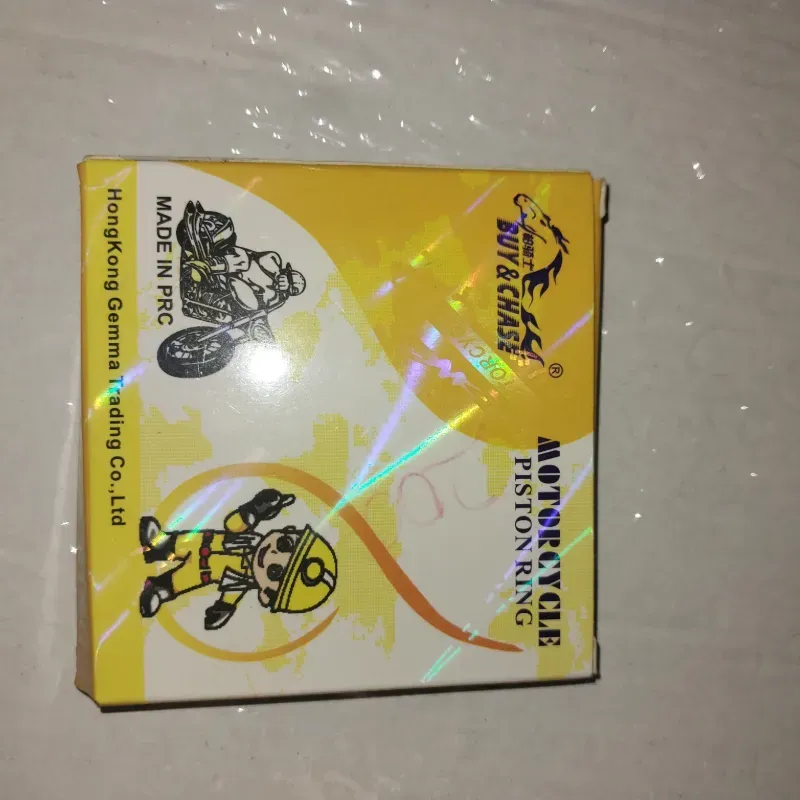 BUY & CHASE®
MOTORCYCLE
PISTON RING
MADE IN PRC
HongKong Gemma Trading Co.,Ltd